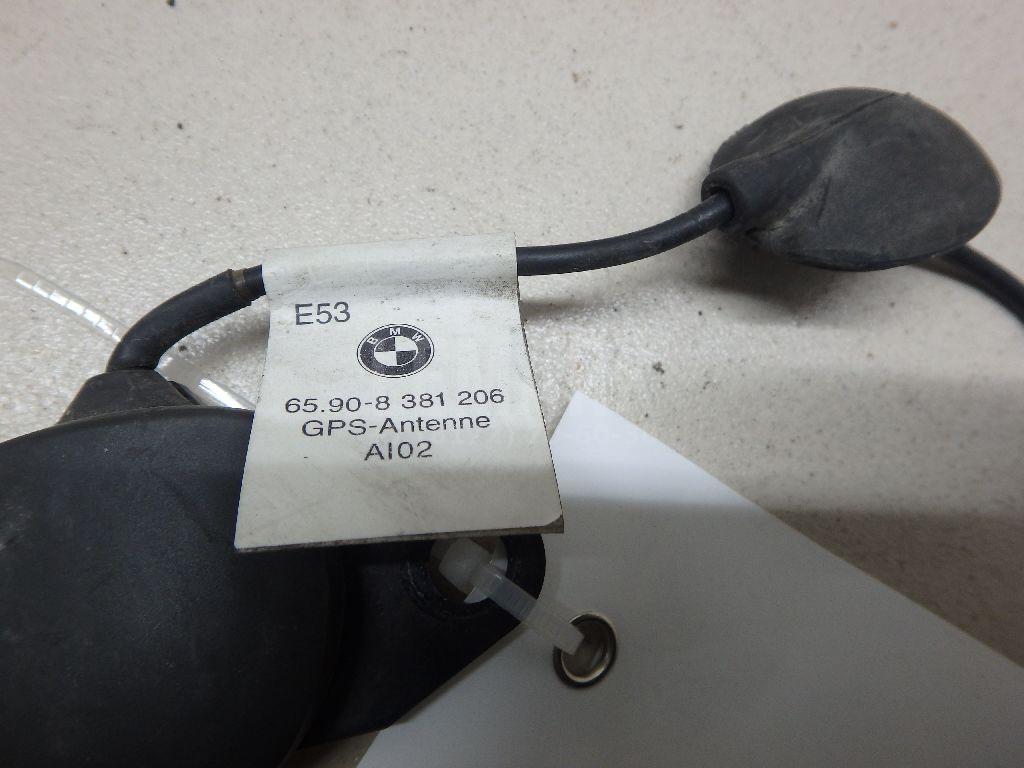 E53
BMW
65.90-8 381 206
GPS-Antenne
AI02